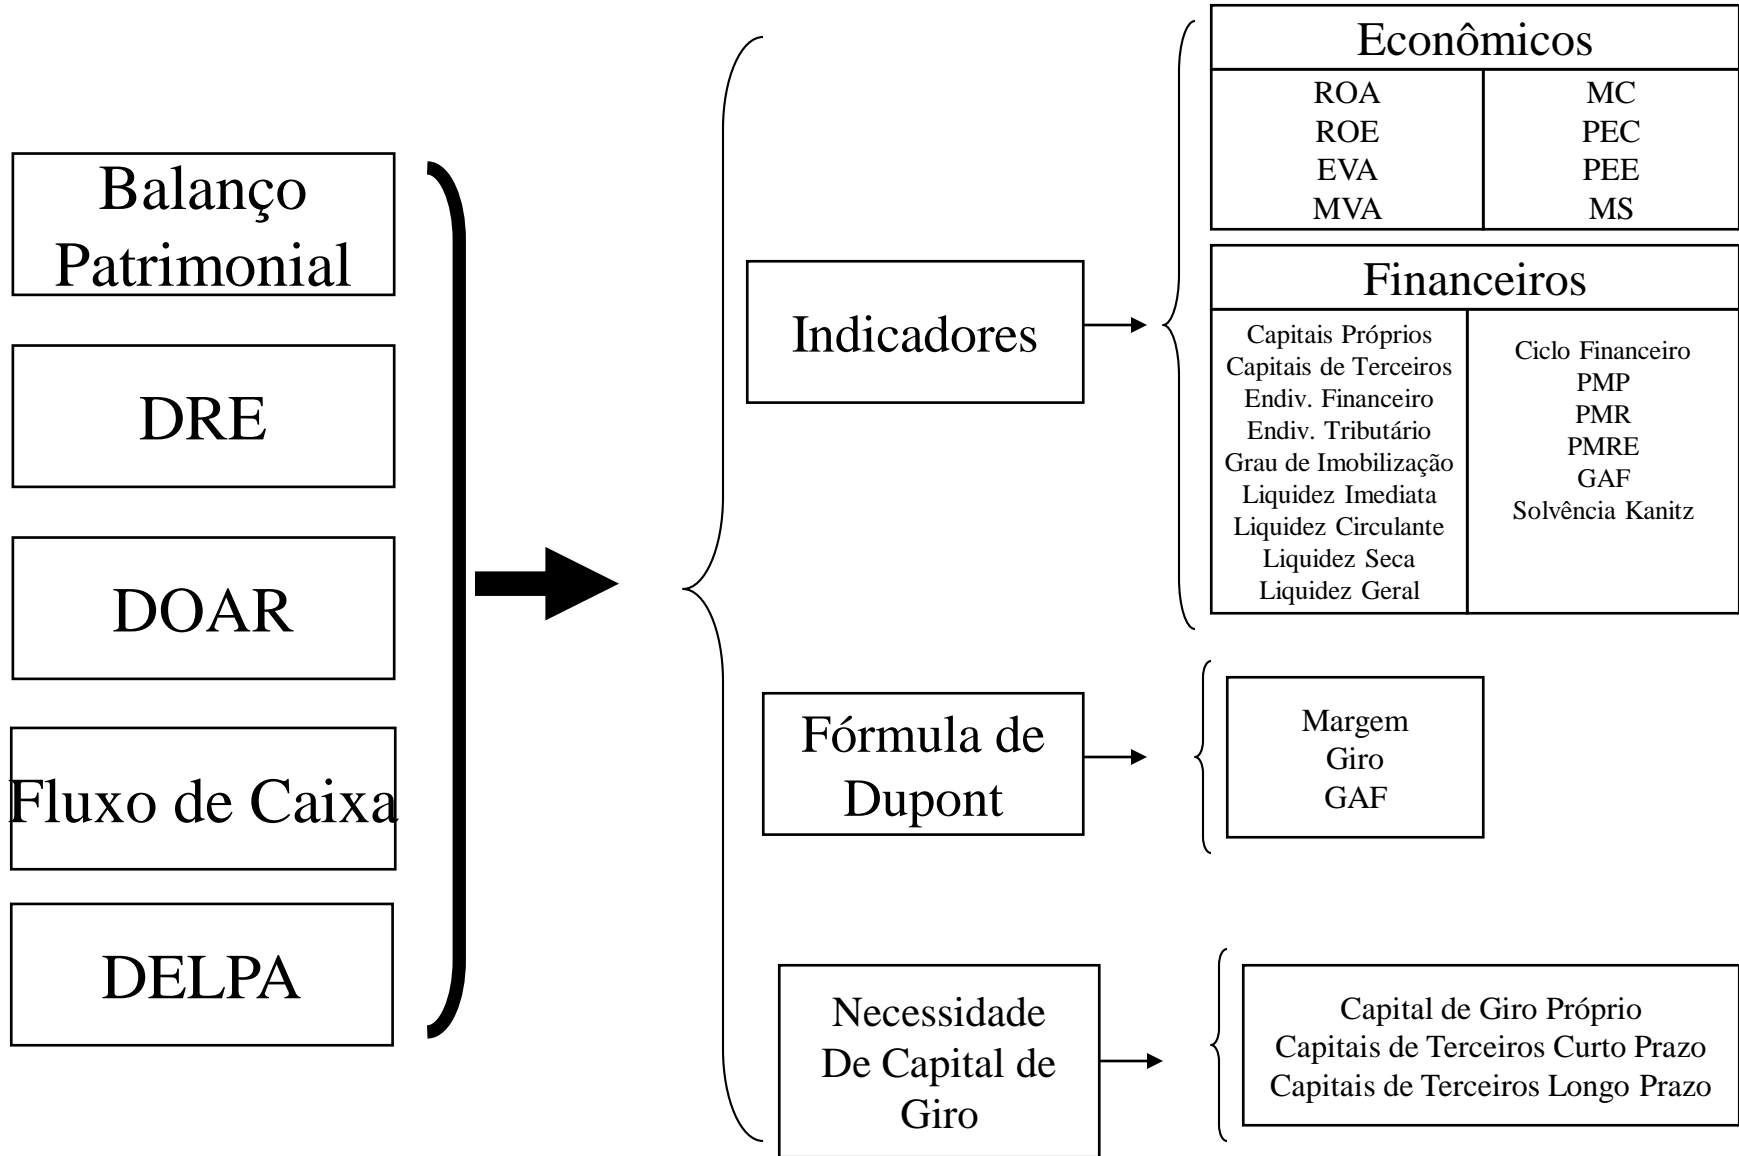 Balanço
Patrimonial
DRE
DOAR
Fluxo de Caixa
DELPA
Indicadores
Econômicos
ROA
ROE
EVA
MVA
MC
PEC
PEE
MS
Financeiros
Capitais Próprios
Capitais de Terceiros
Endiv. Financeiro
Endiv. Tributário
Grau de Imobilização
Liquidez Imediata
Liquidez Circulante
Liquidez Seca
Liquidez Geral
Ciclo Financeiro
PMP
PMR
PMRE
GAF
Solvência Kanitz
Fórmula de
Dupont
Margem
Giro
GAF
Necessidade
De Capital de
Giro
Capital de Giro Próprio
Capitais de Terceiros Curto Prazo
Capitais de Terceiros Longo Prazo